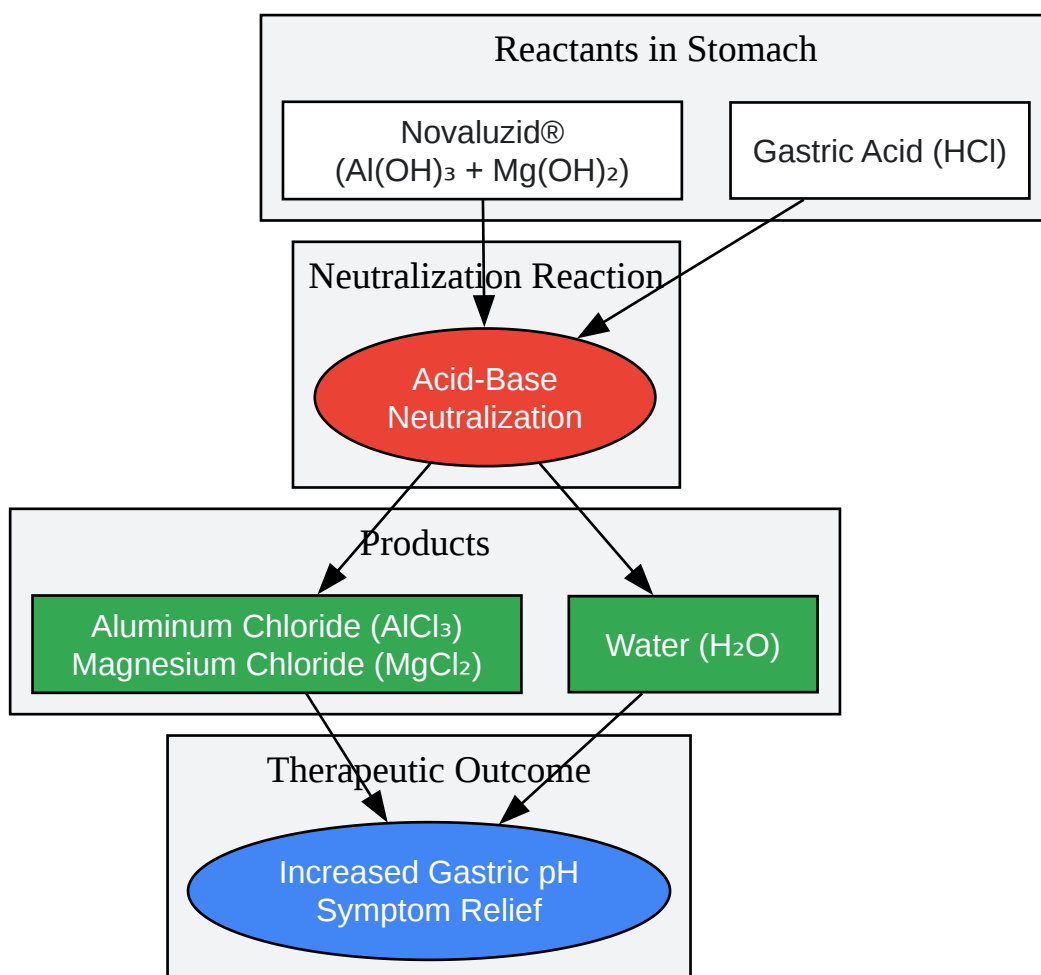 Reactants in Stomach
Novaluzid®
(Al(OH)₃ + Mg(OH)₂)
Gastric Acid (HCl)
Neutralization Reaction
Acid-Base
Neutralization
Products
Aluminum Chloride (AlCl₃)
Magnesium Chloride (MgCl₂)
Water (H₂O)
Therapeutic Outcome
Increased Gastric pH
Symptom Relief